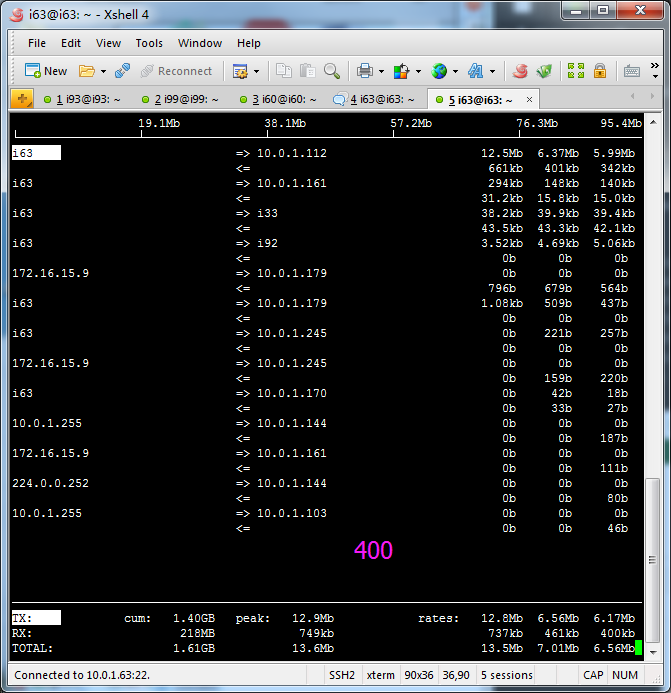 i63@i63: ~ - Xshell 4
File Edit View Tools Window Help
New Reconnect
1 i93@i93: ~ 2 i99@i99: ~ 3 i60@i60: ~ 4 i63@i63: ~ 5 i63@i63: ~
19.1Mb 38.1Mb 57.2Mb 76.3Mb 95.4Mb
i63 => 10.0.1.112 12.5Mb 6.37Mb 5.99Mb
<= 661kb 401kb 342kb
i63 => 10.0.1.161 294kb 148kb 140kb
<= 31.2kb 15.8kb 15.0kb
i63 => i33 38.2kb 39.9kb 39.4kb
<= 43.5kb 43.3kb 42.1kb
i63 => i92 3.52kb 4.69kb 5.06kb
<= 0b 0b 0b
172.16.15.9 => 10.0.1.179 0b 0b 0b
<= 796b 679b 564b
i63 => 10.0.1.179 1.08kb 509b 437b
<= 0b 0b 0b
i63 => 10.0.1.245 0b 221b 257b
<= 0b 0b 0b
172.16.15.9 => 10.0.1.245 0b 0b 0b
<= 0b 159b 220b
i63 => 10.0.1.170 0b 42b 18b
<= 0b 33b 27b
10.0.1.255 => 10.0.1.144 0b 0b 0b
<= 0b 0b 187b
172.16.15.9 => 10.0.1.161 0b 0b 0b
<= 0b 0b 111b
224.0.0.252 => 10.0.1.144 0b 0b 0b
<= 0b 0b 80b
10.0.1.255 => 10.0.1.103 0b 0b 0b
<= 0b 0b 46b
400
TX: cum: 1.40GB peak: 12.9Mb rates: 12.8Mb 6.56Mb 6.17Mb
RX: 218MB 749kb 737kb 461kb 400kb
TOTAL: 1.61GB 13.6Mb 13.5Mb 7.01Mb 6.56Mb
Connected to 10.0.1.63:22. SSH2 xterm 90x36 36,90 5 sessions CAP NUM